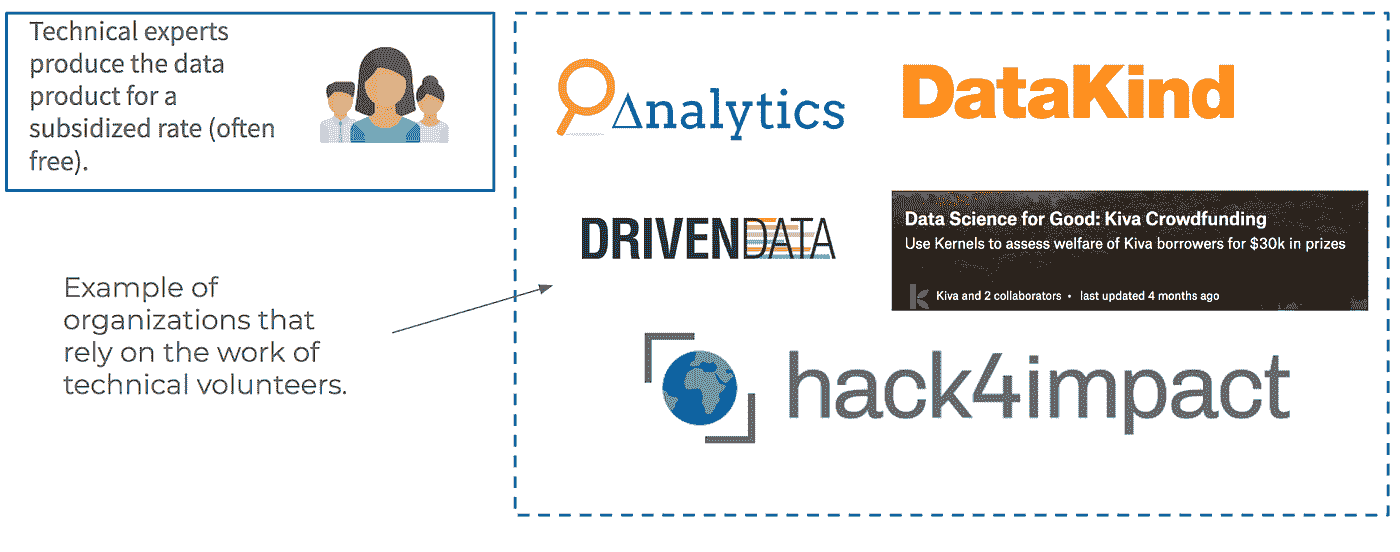 Technical experts
produce the data
product for a
subsidized rate (often
free).
Δnalytics
DataKind
DRIVENDATA
Data Science for Good: Kiva Crowdfunding
Use Kernels to assess welfare of Kiva borrowers for $30k in prizes
k Kiva and 2 collaborators • last updated 4 months ago
Example of
organizations that
rely on the work of
technical volunteers.
hack4impact